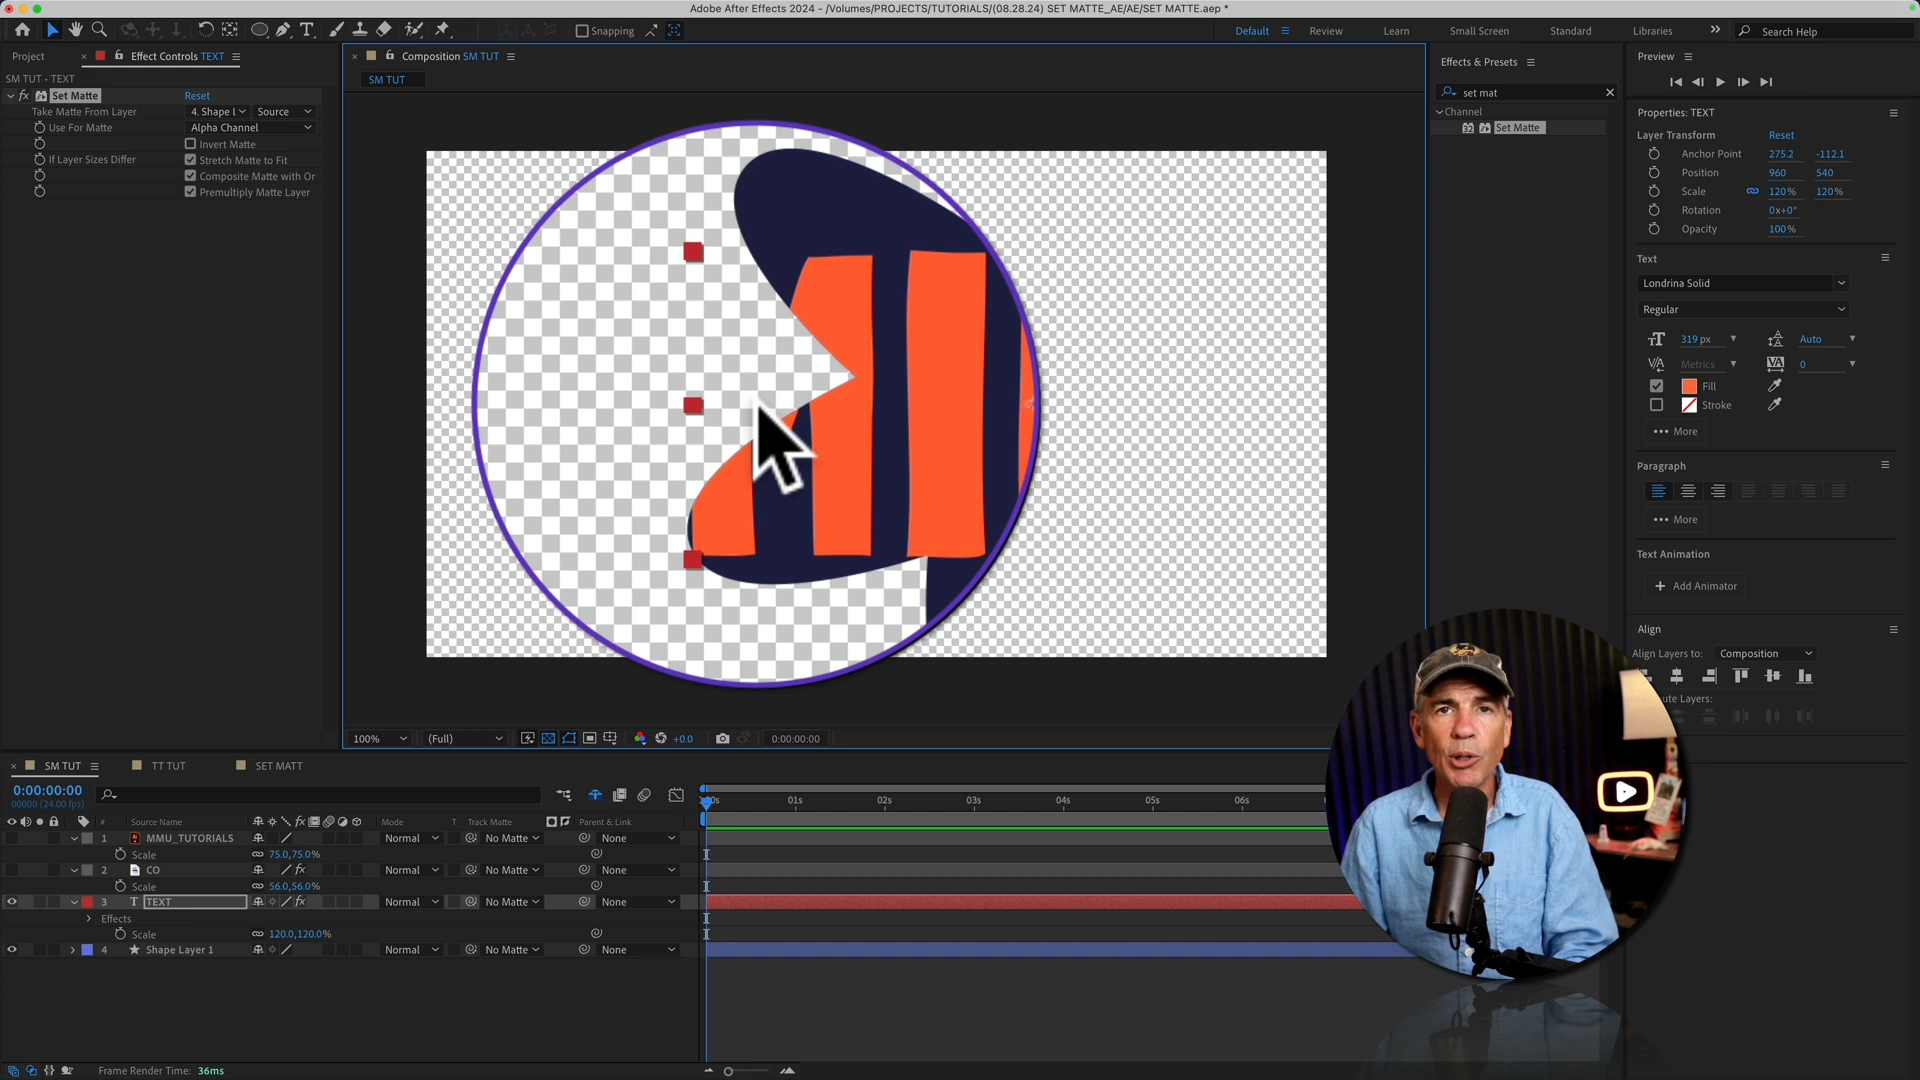 Adobe After Effects 2024 - /Volumes/PROJECTS/TUTORIALS/(08.28.24) SET MATTE_AE/AE/SET MATTE.aep *
Snapping
Default
Review
Learn
Small Screen
Standard
Libraries
Search Help
Project
Effect Controls TEXT
SM TUT • TEXT
fx Set Matte Reset
Take Matte From Layer 4. Shape L Source
Use For Matte Alpha Channel
Invert Matte
If Layer Sizes Differ Stretch Matte to Fit
Composite Matte with Or
Premultiply Matte Layer
Composition SM TUT
SM TUT
100% (Full) +0.0 0:00:00:00
Effects & Presets
set mat
Channel
32 Set Matte
Preview
Properties: TEXT
Layer Transform Reset
Anchor Point 275.2 -112.1
Position 960 540
Scale 120% 120%
Rotation 0x+0°
Opacity 100%
Text
Londrina Solid
Regular
319 px Auto
Metrics 0
Fill
Stroke
More
Paragraph
More
Text Animation
Add Animator
Align
Align Layers to: Composition
Layers:
SM TUT TT TUT SET MATT
0:00:00:00
00000 (24.00 fps)
01s 02s 03s 04s 05s 06s
# Source Name Mode T Track Matte Parent & Link
1 MMU_TUTORIALS Normal No Matte None
Scale 75.0,75.0%
2 CO fx Normal No Matte None
Scale 56.0,56.0%
3 T TEXT fx Normal No Matte None
Effects
Scale 120.0,120.0%
4 Shape Layer 1 Normal No Matte None
Frame Render Time: 36ms